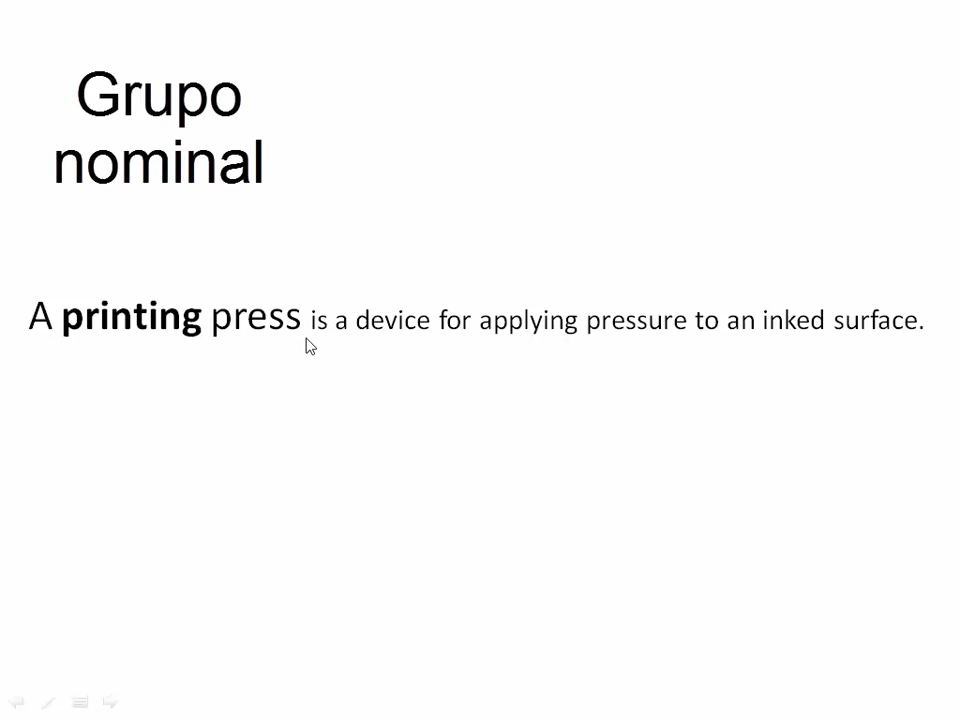 Grupo
nominal
A printing press is a device for applying pressure to an inked surface.